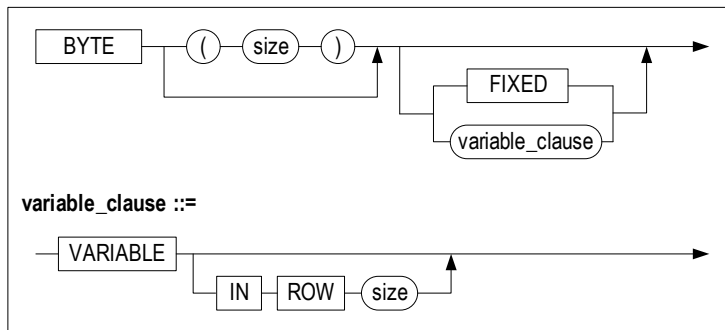 BYTE ( size )
FIXED
variable_clause
variable_clause ::=
VARIABLE
IN ROW size